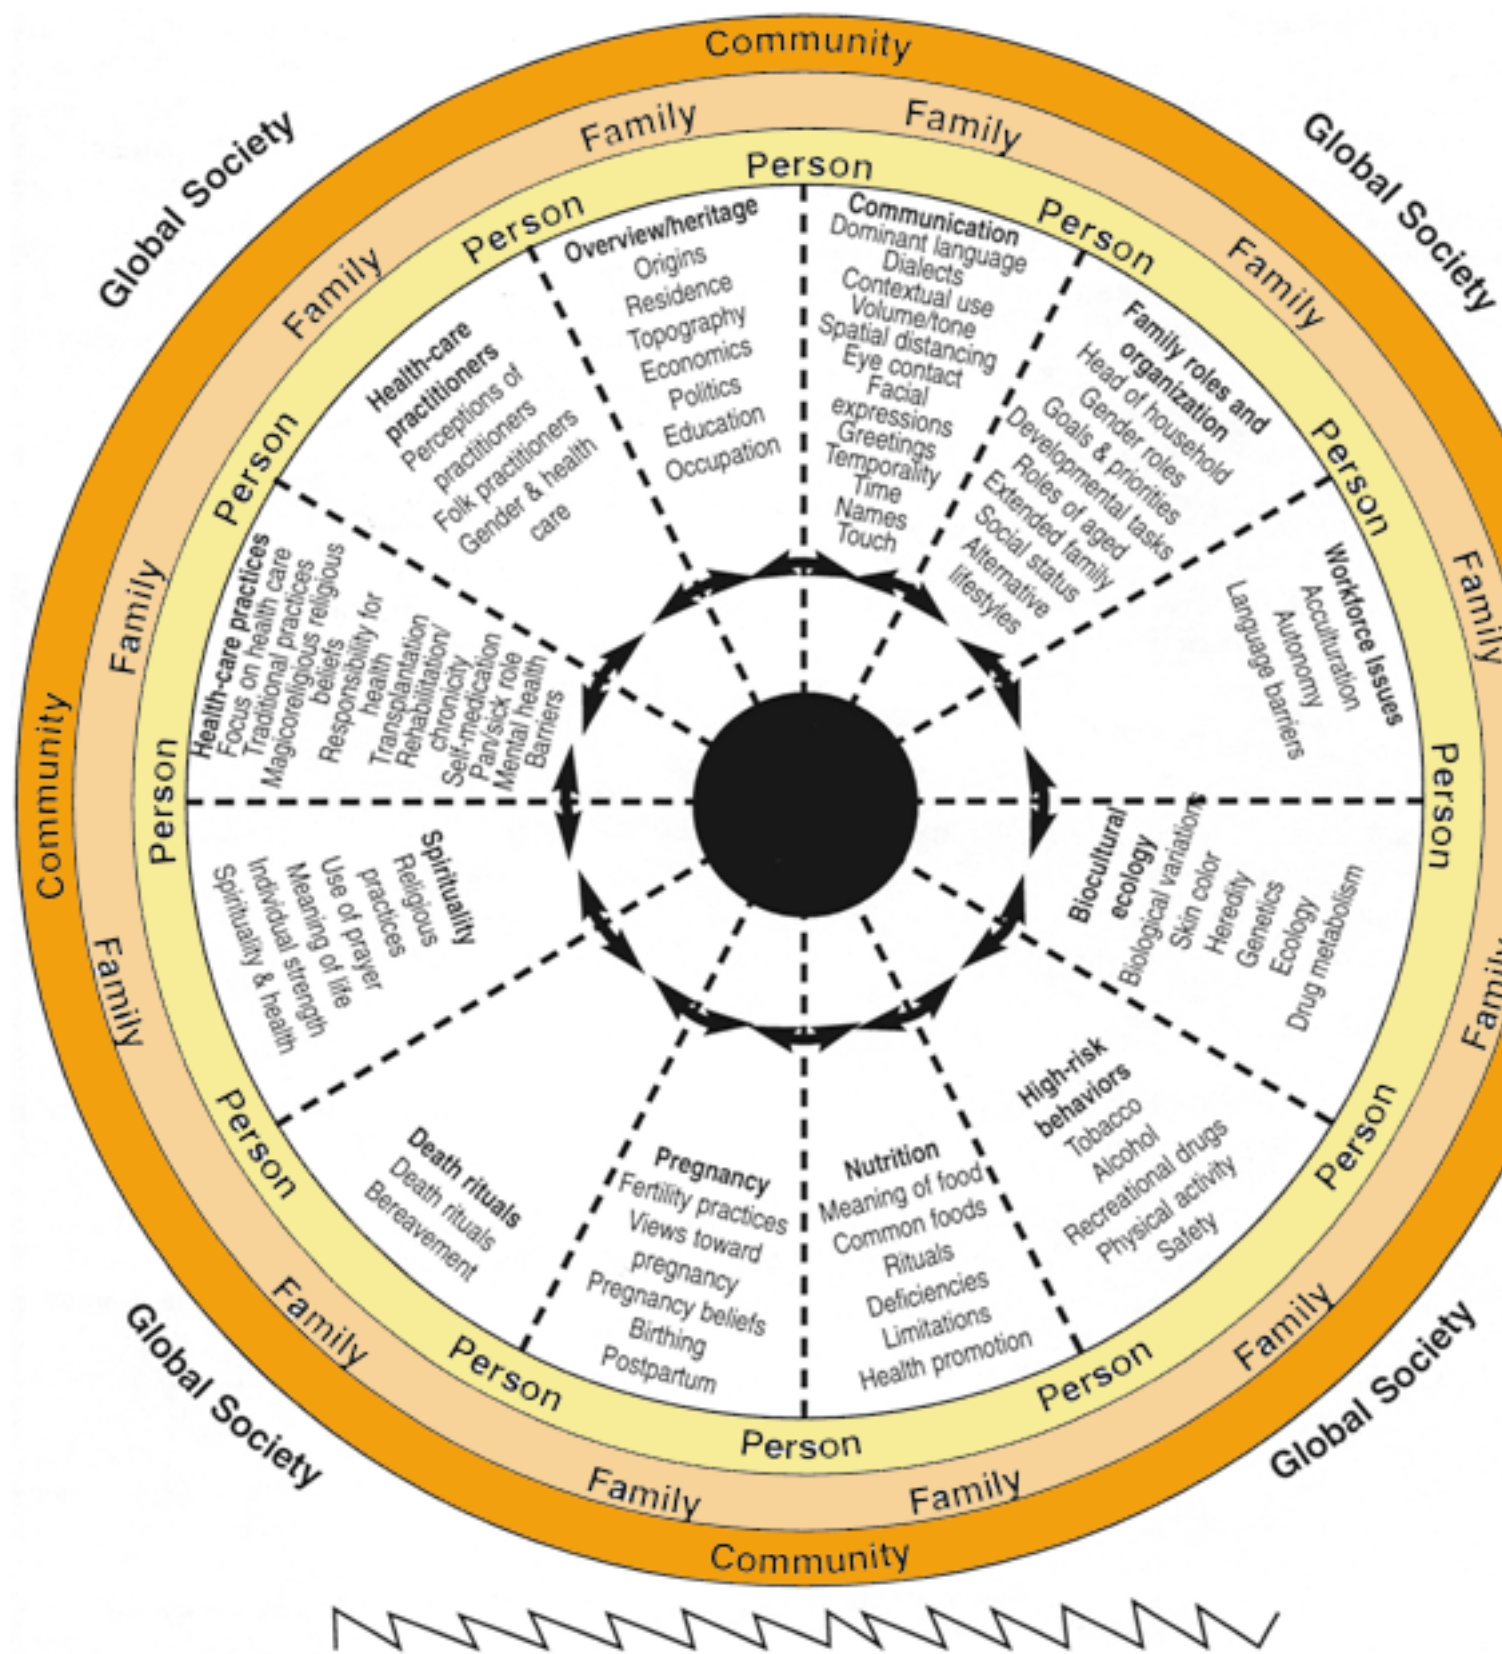 Community
Family
Family
Person
Person
Person
Global Society
Global Society
Family
Family
Overview/heritage
Origins
Residence
Topography
Economics
Politics
Education
Occupation
Communication
Dominant language
Dialects
Contextual use
Volume/tone
Spatial distancing
Eye contact
Facial
expressions
Greetings
Temporality
Time
Names
Touch
Family roles and
organization
Head of household
Gender roles
Goals & priorities
Developmental tasks
Roles of aged
Extended family
Social status
Alternative
lifestyles
Person
Family
Workforce Issues
Acculturation
Autonomy
Language barriers
Person
Biocultural
ecology
Biological variations
Skin color
Heredity
Genetics
Ecology
Drug metabolism
Family
Person
High-risk
behaviors
Tobacco
Alcohol
Recreational drugs
Physical activity
Safety
Family
Global Society
Person
Nutrition
Meaning of food
Common foods
Rituals
Deficiencies
Limitations
Health promotion
Family
Person
Community
Pregnancy
Fertility practices
Views toward
pregnancy
Pregnancy beliefs
Birthing
Postpartum
Family
Person
Death rituals
Death rituals
Bereavement
Family
Global Society
Person
Spirituality
Religious
practices
Use of prayer
Meaning of life
Individual strength
Spirituality & health
Family
Person
Community
Health-care practices
Focus on health care
Traditional practices
Magicoreligious religious
beliefs
Responsibility for
health
Transplantation
Rehabilitation/
chronicity
Self-medication
Pan/sick role
Mental health
Barriers
Family
Person
Health-care
practitioners
Perceptions of
practitioners
Folk practitioners
Gender & health
care